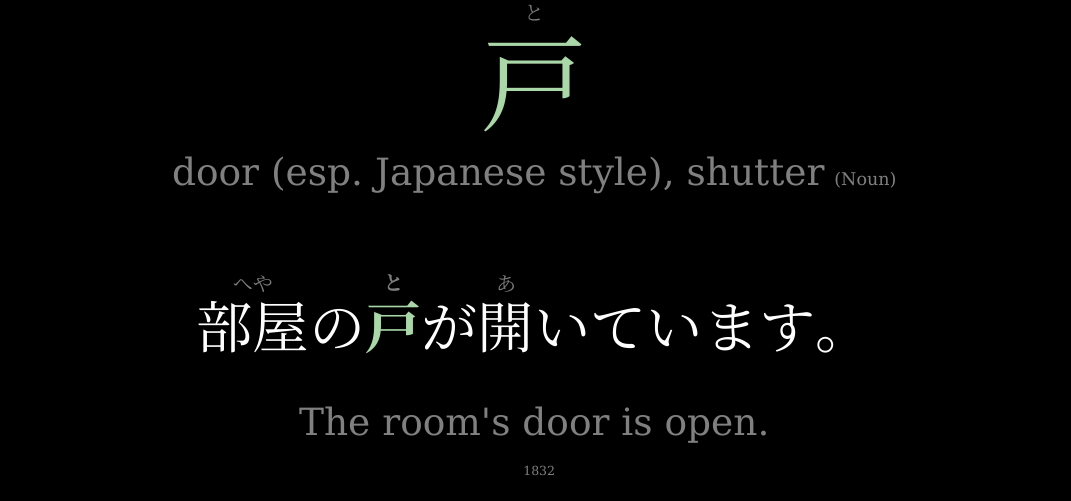 と
戸
door (esp. Japanese style), shutter (Noun)
へや と あ
部屋の戸が開いています。
The room's door is open.
1832